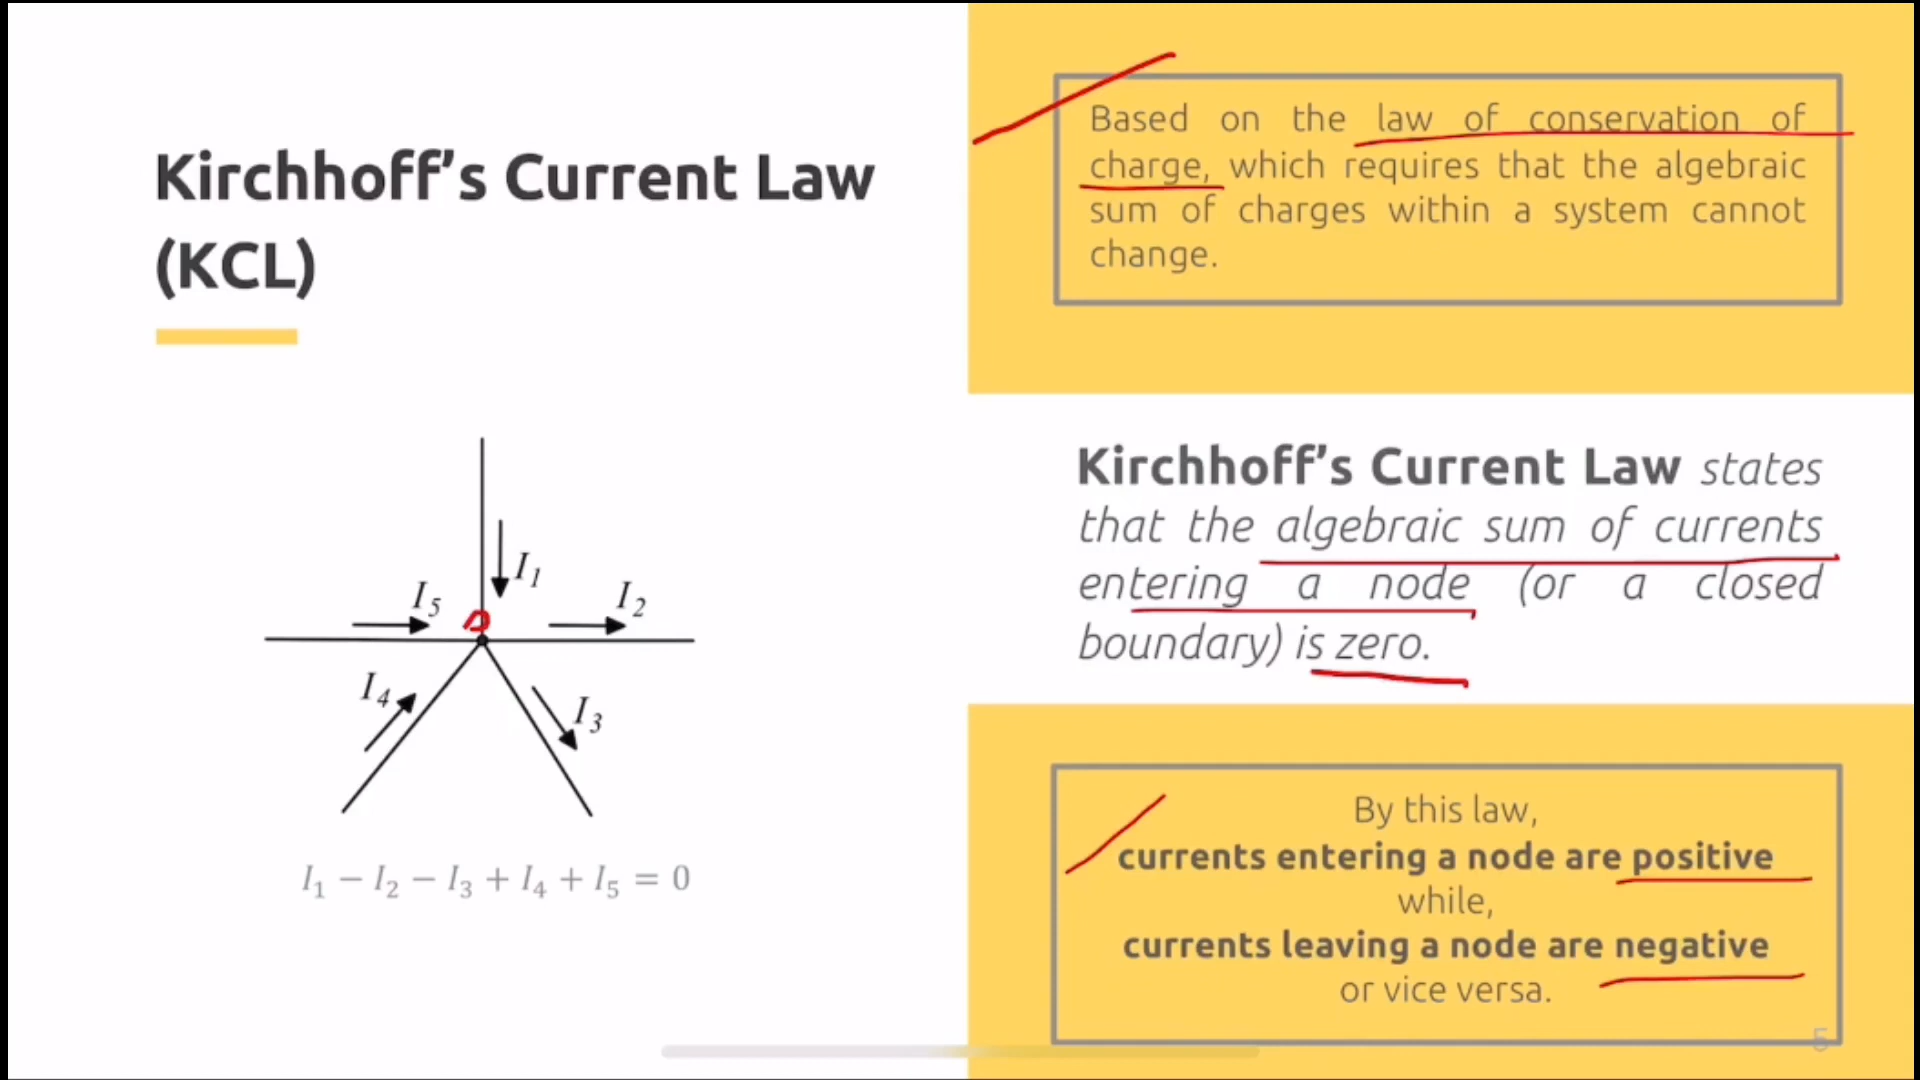 Kirchhoff's Current Law
(KCL)
I₁
I₅
I₂
I₄
I₃
I₁ − I₂ − I₃ + I₄ + I₅ = 0
Based on the law of conservation of
charge, which requires that the algebraic
sum of charges within a system cannot
change.
Kirchhoff's Current Law states
that the algebraic sum of currents
entering a node (or a closed
boundary) is zero.
By this law,
currents entering a node are positive
while,
currents leaving a node are negative
or vice versa.
5